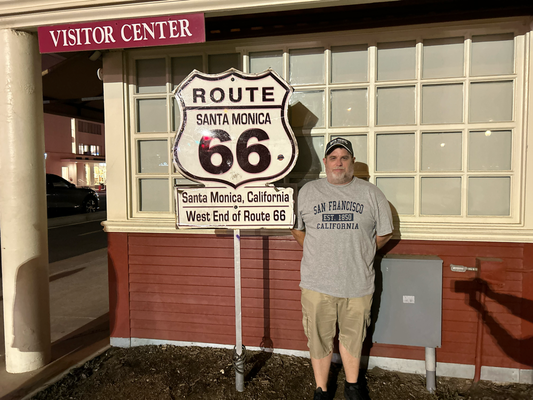 VISITOR CENTER
ROUTE
SANTA MONICA
66
Santa Monica, California
West End of Route 66
SAN FRANCISCO
EST. 1850
CALIFORNIA